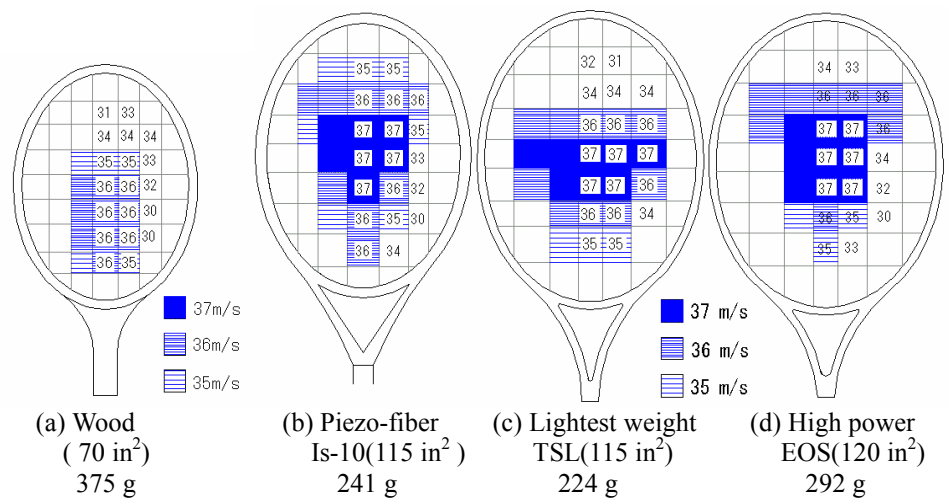 31 33
34 34 34
35 35 33
36 36 32
36 36 30
36 36 30
36 35
37m/s
36m/s
35m/s
35 35
36 36 36
37 37 35
37 37 33
37 36 32
36 35 30
36 34
32 31
34 34 34
36 36 36
37 37 37
37 37 36
36 36 34
35 35
37 m/s
36 m/s
35 m/s
34 33
36 36 36
37 37 36
37 37 34
37 37 32
36 35 30
35 33
(a) Wood
( 70 in²)
375 g
(b) Piezo-fiber
Is-10(115 in² )
241 g
(c) Lightest weight
TSL(115 in²)
224 g
(d) High power
EOS(120 in²)
292 g